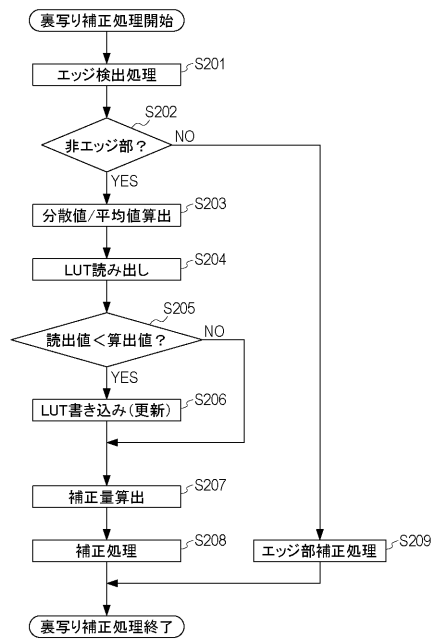 裏写り補正処理開始
エッジ検出処理
S201
非エッジ部?
S202
NO
YES
分散値/平均値算出
S203
LUT読み出し
S204
読出値<算出値?
S205
NO
YES
LUT書き込み(更新)
S206
補正量算出
S207
補正処理
S208
エッジ部補正処理
S209
裏写り補正処理終了